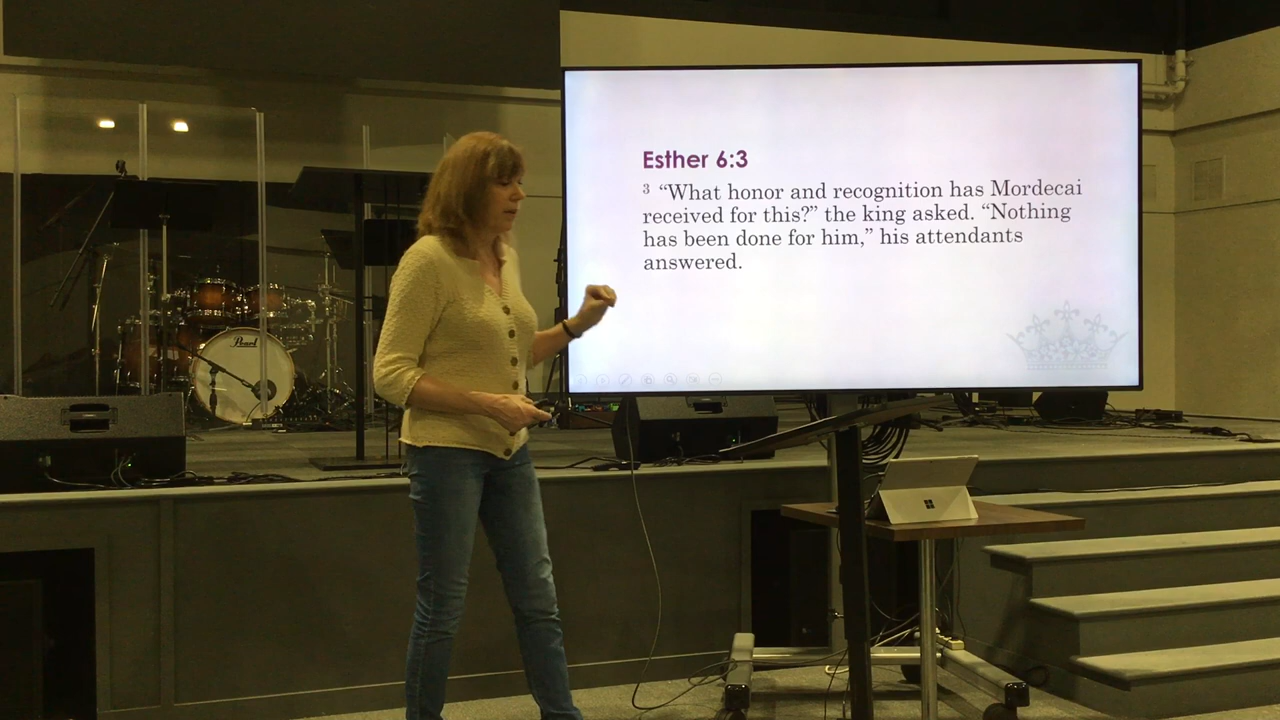 Esther 6:3
3 “What honor and recognition has Mordecai
received for this?” the king asked. “Nothing
has been done for him,” his attendants
answered.
Pearl